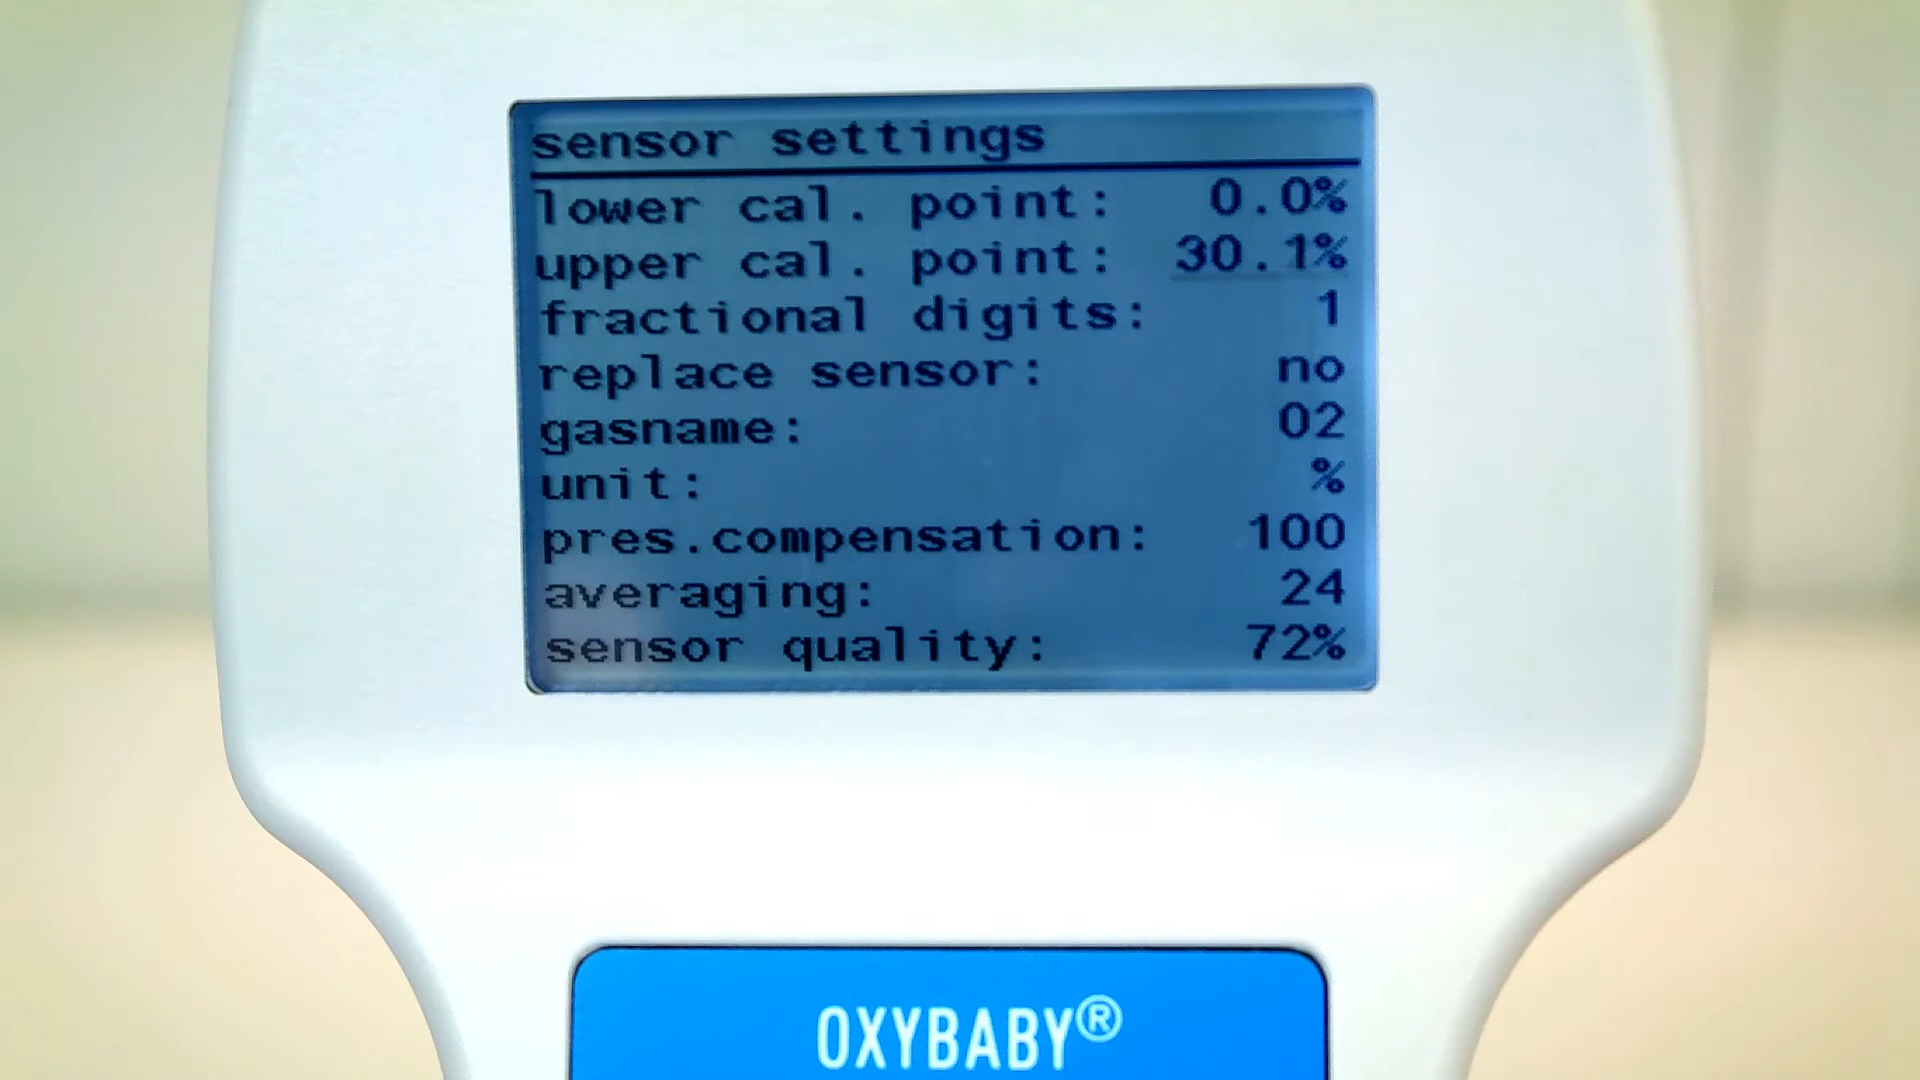 sensor settings
lower cal. point: 0.0%
upper cal. point: 30.1%
fractional digits: 1
replace sensor: no
gasname: O2
unit: %
pres.compensation: 100
averaging: 24
sensor quality: 72%
OXYBABY®